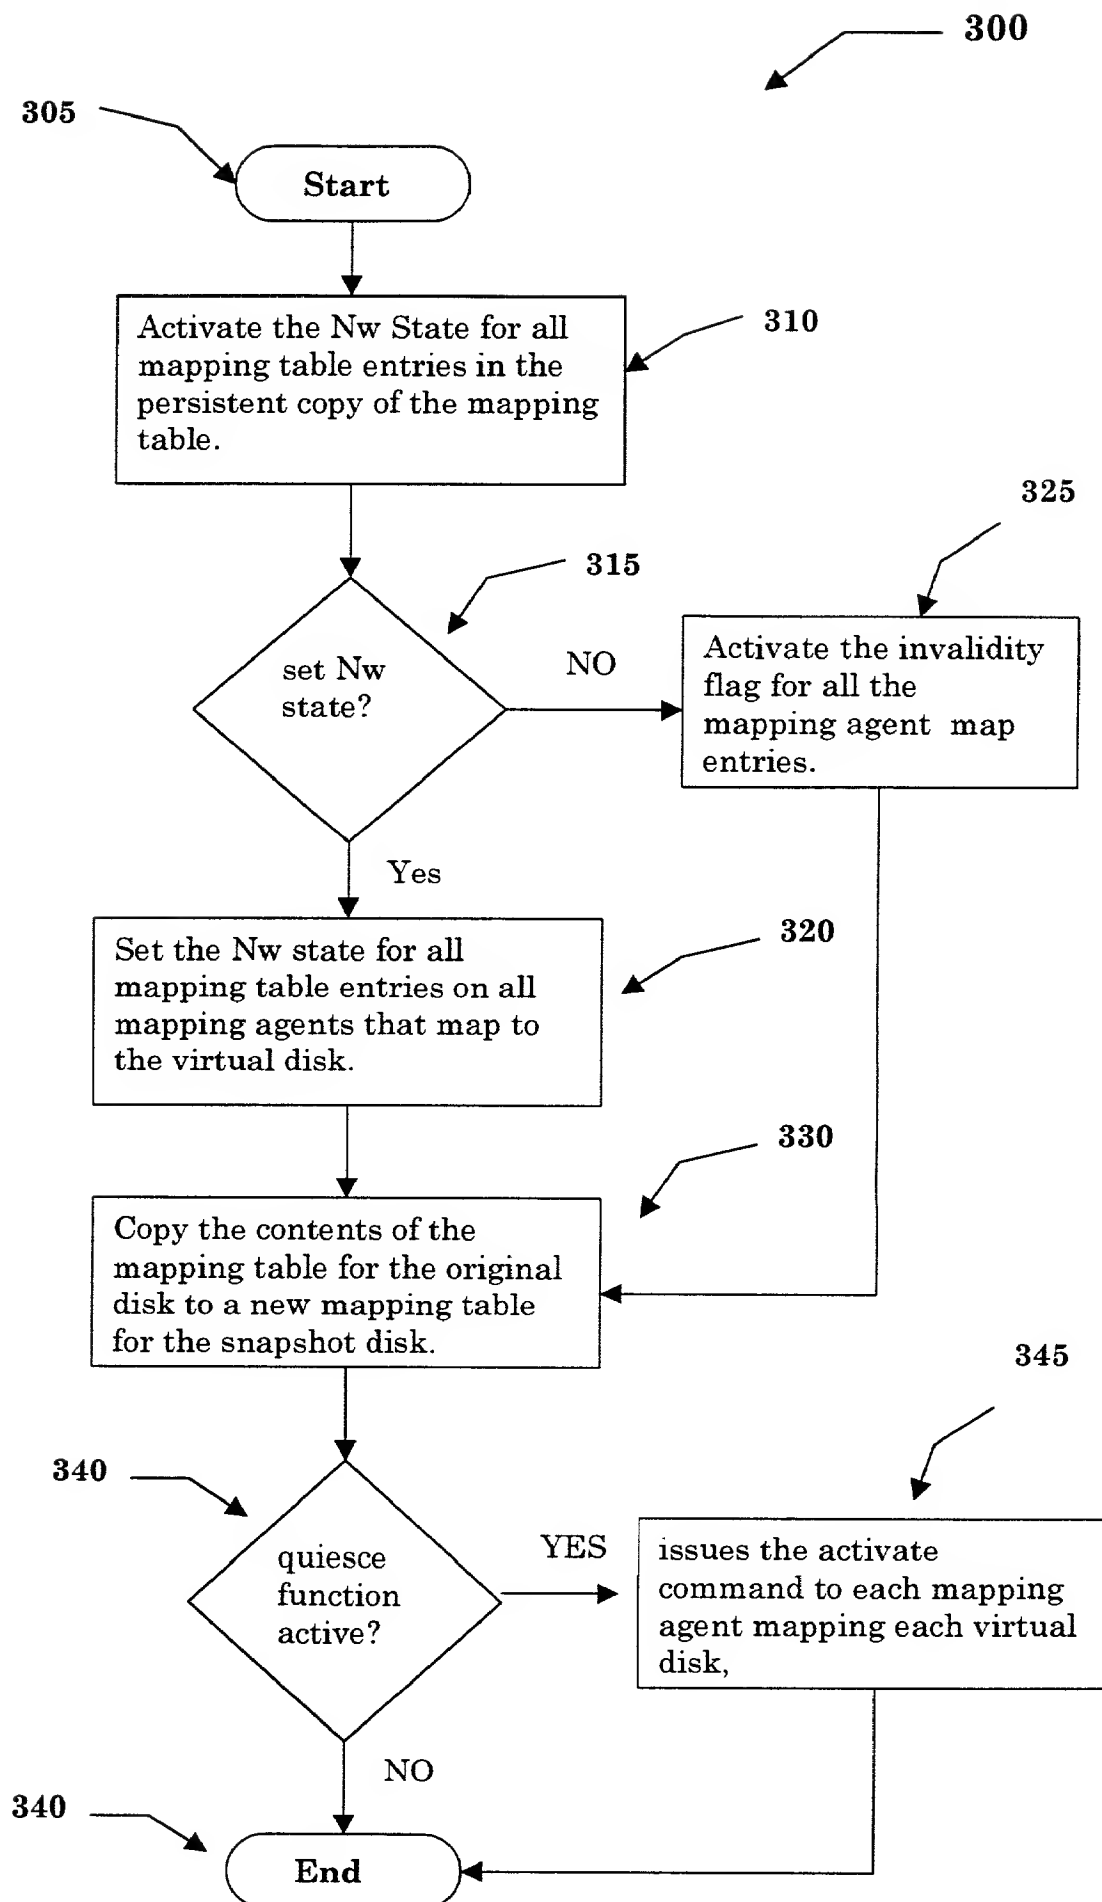 300
305
Start
Activate the Nw State for all
mapping table entries in the
persistent copy of the mapping
table.
310
325
315
set Nw
state?
NO
Activate the invalidity
flag for all the
mapping agent map
entries.
Yes
Set the Nw state for all
mapping table entries on all
mapping agents that map to
the virtual disk.
320
330
Copy the contents of the
mapping table for the original
disk to a new mapping table
for the snapshot disk.
345
340
quiesce
function
active?
YES
issues the activate
command to each mapping
agent mapping each virtual
disk,
NO
340
End